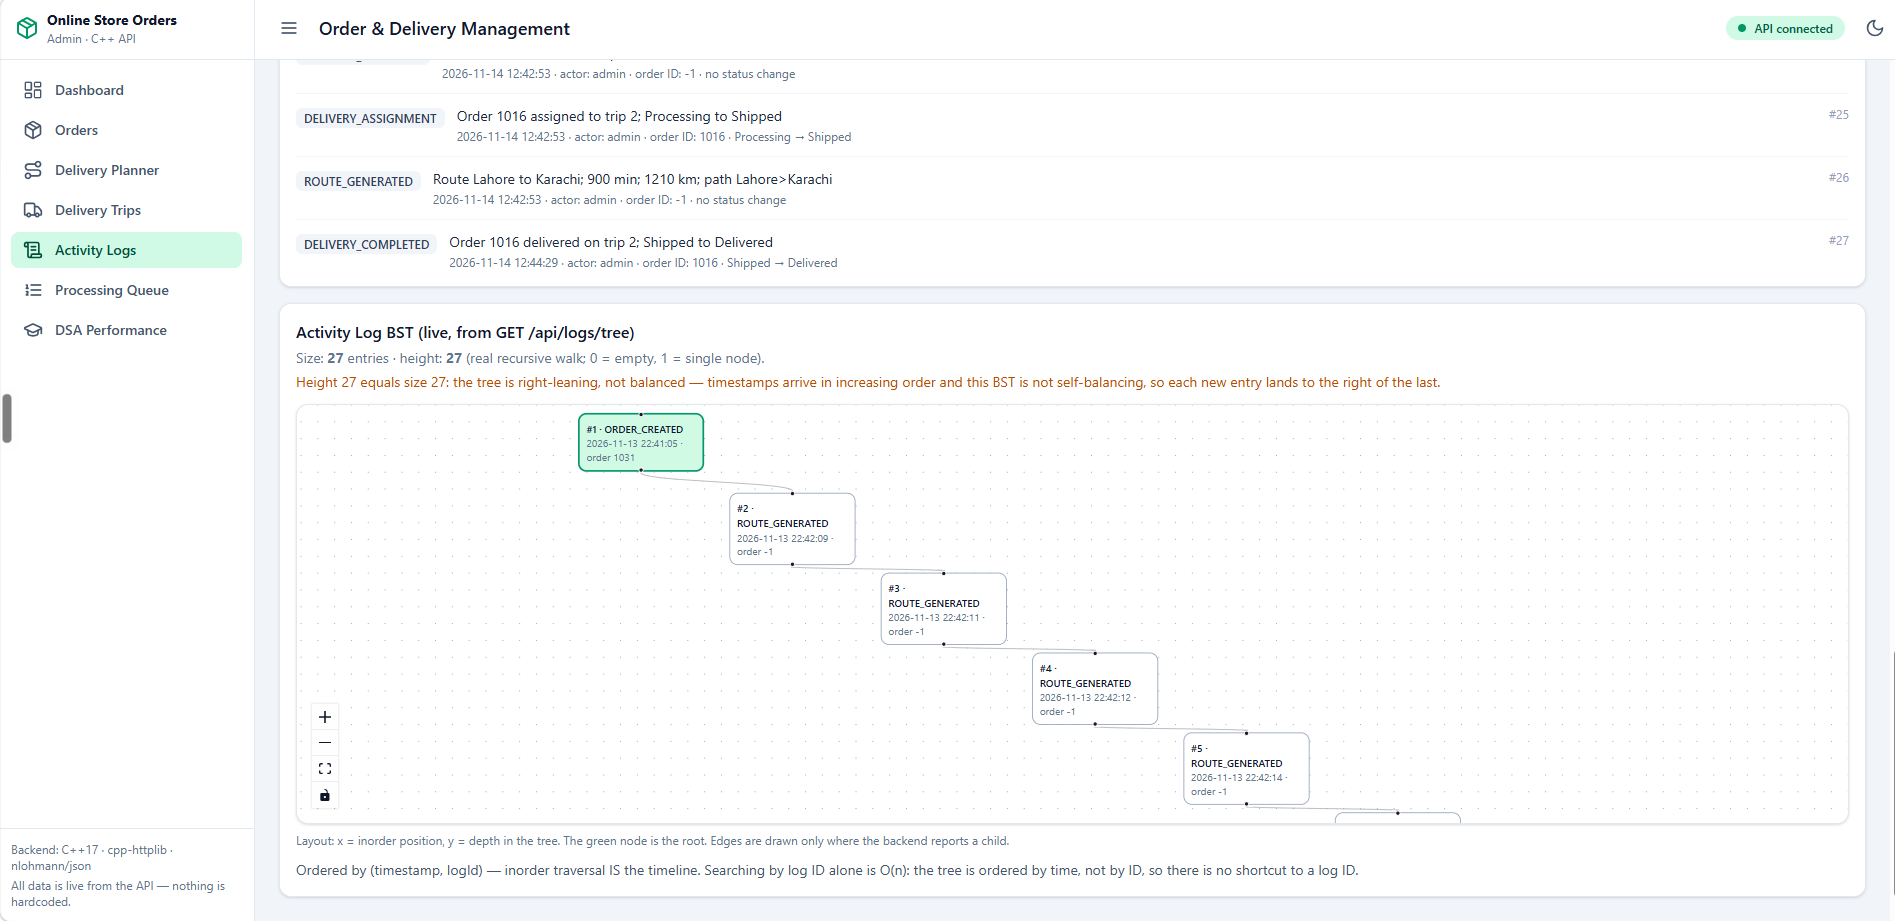 Online Store Orders
Admin · C++ API
Order & Delivery Management
API connected
Dashboard
Orders
Delivery Planner
Delivery Trips
Activity Logs
Processing Queue
DSA Performance
Backend: C++17 · cpp-httplib ·
nlohmann/json
All data is live from the API — nothing is
hardcoded.
2026-11-14 12:42:53 · actor: admin · order ID: -1 · no status change
DELIVERY_ASSIGNMENT Order 1016 assigned to trip 2; Processing to Shipped #25
2026-11-14 12:42:53 · actor: admin · order ID: 1016 · Processing → Shipped
ROUTE_GENERATED Route Lahore to Karachi; 900 min; 1210 km; path Lahore>Karachi #26
2026-11-14 12:42:53 · actor: admin · order ID: -1 · no status change
DELIVERY_COMPLETED Order 1016 delivered on trip 2; Shipped to Delivered #27
2026-11-14 12:44:29 · actor: admin · order ID: 1016 · Shipped → Delivered
Activity Log BST (live, from GET /api/logs/tree)
Size: 27 entries · height: 27 (real recursive walk; 0 = empty, 1 = single node).
Height 27 equals size 27: the tree is right-leaning, not balanced — timestamps arrive in increasing order and this BST is not self-balancing, so each new entry lands to the right of the last.
#1 · ORDER_CREATED
2026-11-13 22:41:05 ·
order 1031
#2 ·
ROUTE_GENERATED
2026-11-13 22:42:09 ·
order -1
#3 ·
ROUTE_GENERATED
2026-11-13 22:42:11 ·
order -1
#4 ·
ROUTE_GENERATED
2026-11-13 22:42:12 ·
order -1
#5 ·
ROUTE_GENERATED
2026-11-13 22:42:14 ·
order -1
Layout: x = inorder position, y = depth in the tree. The green node is the root. Edges are drawn only where the backend reports a child.
Ordered by (timestamp, logId) — inorder traversal IS the timeline. Searching by log ID alone is O(n): the tree is ordered by time, not by ID, so there is no shortcut to a log ID.